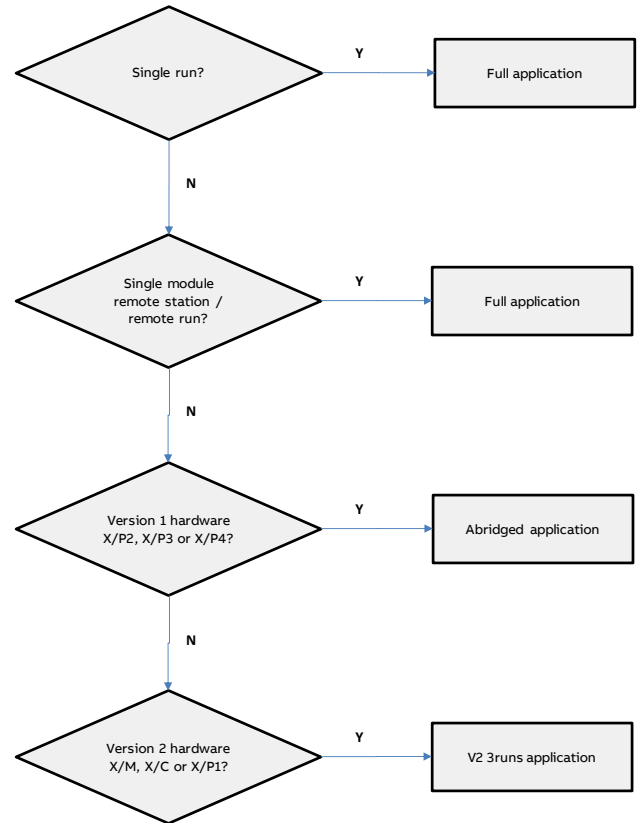 Single run?
Y
Full application
N
Single module
remote station /
remote run?
Y
Full application
N
Version 1 hardware
X/P2, X/P3 or X/P4?
Y
Abridged application
N
Version 2 hardware
X/M, X/C or X/P1?
Y
V2 3runs application